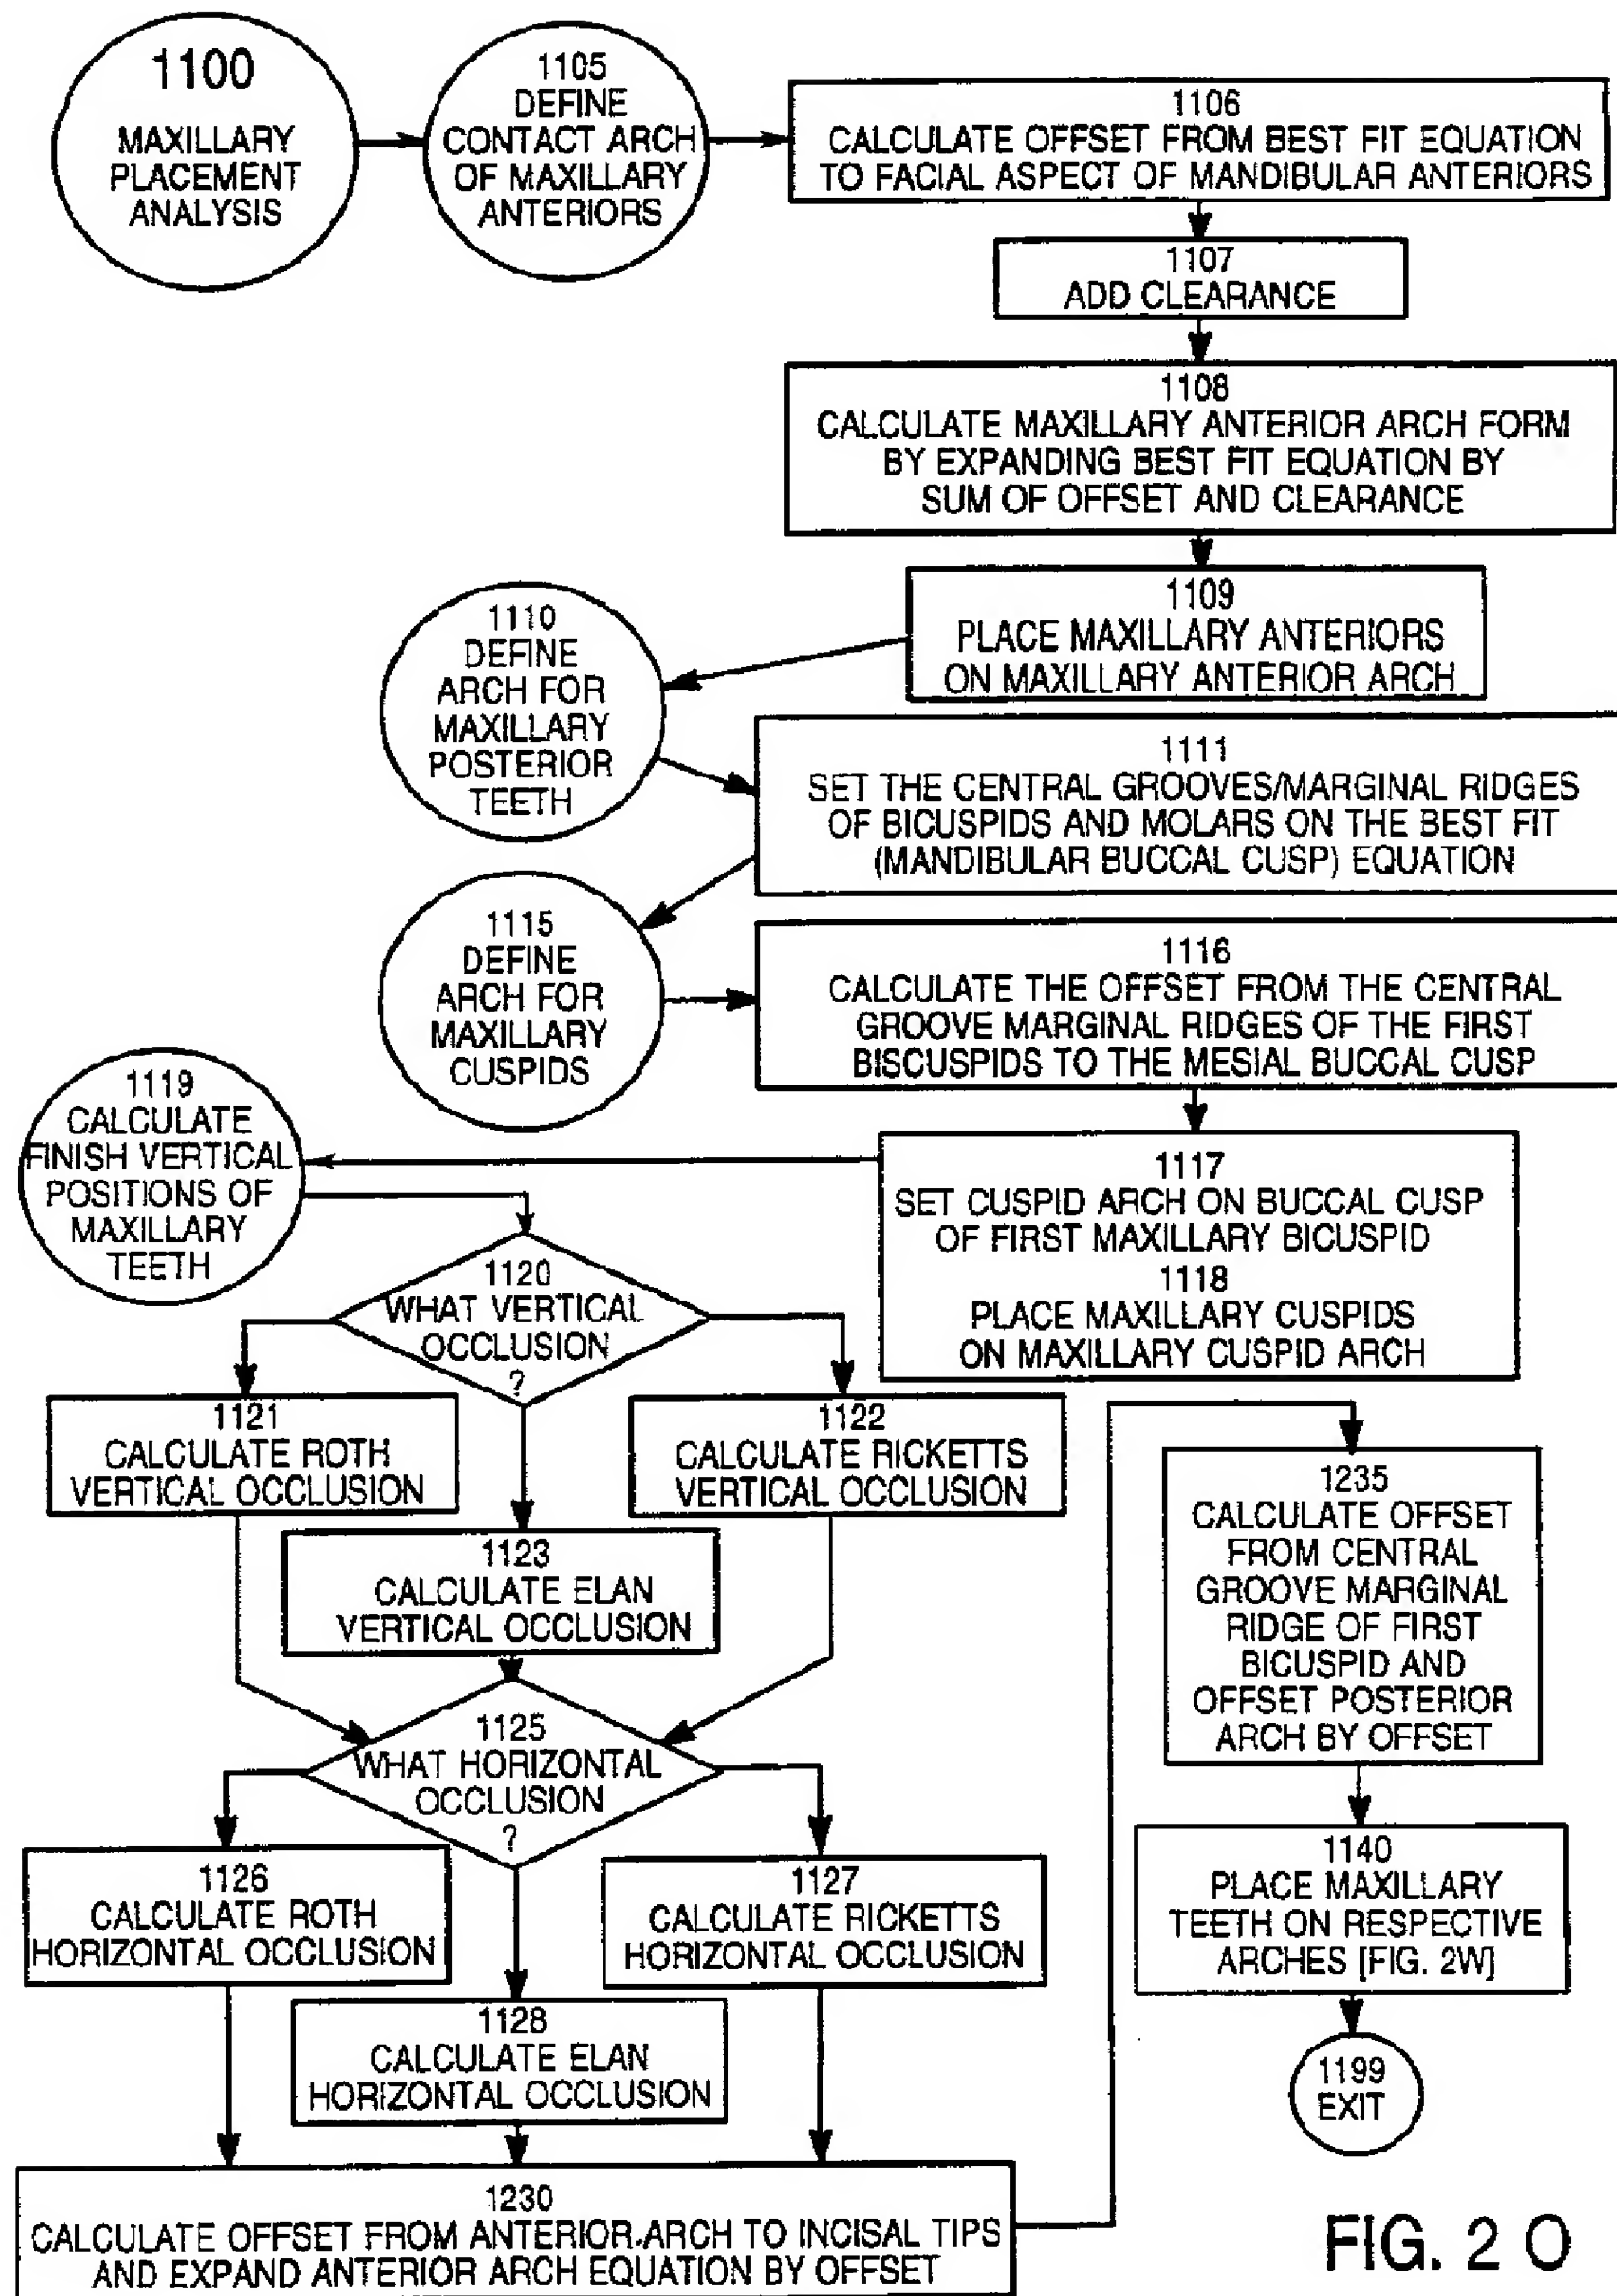 1100
MAXILLARY
PLACEMENT
ANALYSIS
1105
DEFINE
CONTACT ARCH
OF MAXILLARY
ANTERIORS
1106
CALCULATE OFFSET FROM BEST FIT EQUATION
TO FACIAL ASPECT OF MANDIBULAR ANTERIORS
1107
ADD CLEARANCE
1108
CALCULATE MAXILLARY ANTERIOR ARCH FORM
BY EXPANDING BEST FIT EQUATION BY
SUM OF OFFSET AND CLEARANCE
1109
PLACE MAXILLARY ANTERIORS
ON MAXILLARY ANTERIOR ARCH
1110
DEFINE
ARCH FOR
MAXILLARY
POSTERIOR
TEETH
1111
SET THE CENTRAL GROOVES/MARGINAL RIDGES
OF BICUSPIDS AND MOLARS ON THE BEST FIT
(MANDIBULAR BUCCAL CUSP) EQUATION
1115
DEFINE
ARCH FOR
MAXILLARY
CUSPIDS
1116
CALCULATE THE OFFSET FROM THE CENTRAL
GROOVE MARGINAL RIDGES OF THE FIRST
BISCUSPIDS TO THE MESIAL BUCCAL CUSP
1117
SET CUSPID ARCH ON BUCCAL CUSP
OF FIRST MAXILLARY BICUSPID
1118
PLACE MAXILLARY CUSPIDS
ON MAXILLARY CUSPID ARCH
1119
CALCULATE
FINISH VERTICAL
POSITIONS OF
MAXILLARY
TEETH
1120
WHAT VERTICAL
OCCLUSION
?
1121
CALCULATE ROTH
VERTICAL OCCLUSION
1122
CALCULATE RICKETTS
VERTICAL OCCLUSION
1123
CALCULATE ELAN
VERTICAL OCCLUSION
1125
WHAT HORIZONTAL
OCCLUSION
?
1126
CALCULATE ROTH
HORIZONTAL OCCLUSION
1127
CALCULATE RICKETTS
HORIZONTAL OCCLUSION
1128
CALCULATE ELAN
HORIZONTAL OCCLUSION
1230
CALCULATE OFFSET FROM ANTERIOR ARCH TO INCISAL TIPS
AND EXPAND ANTERIOR ARCH EQUATION BY OFFSET
1235
CALCULATE OFFSET
FROM CENTRAL
GROOVE MARGINAL
RIDGE OF FIRST
BICUSPID AND
OFFSET POSTERIOR
ARCH BY OFFSET
1140
PLACE MAXILLARY
TEETH ON RESPECTIVE
ARCHES [FIG. 2W]
1199
EXIT
FIG. 2 O